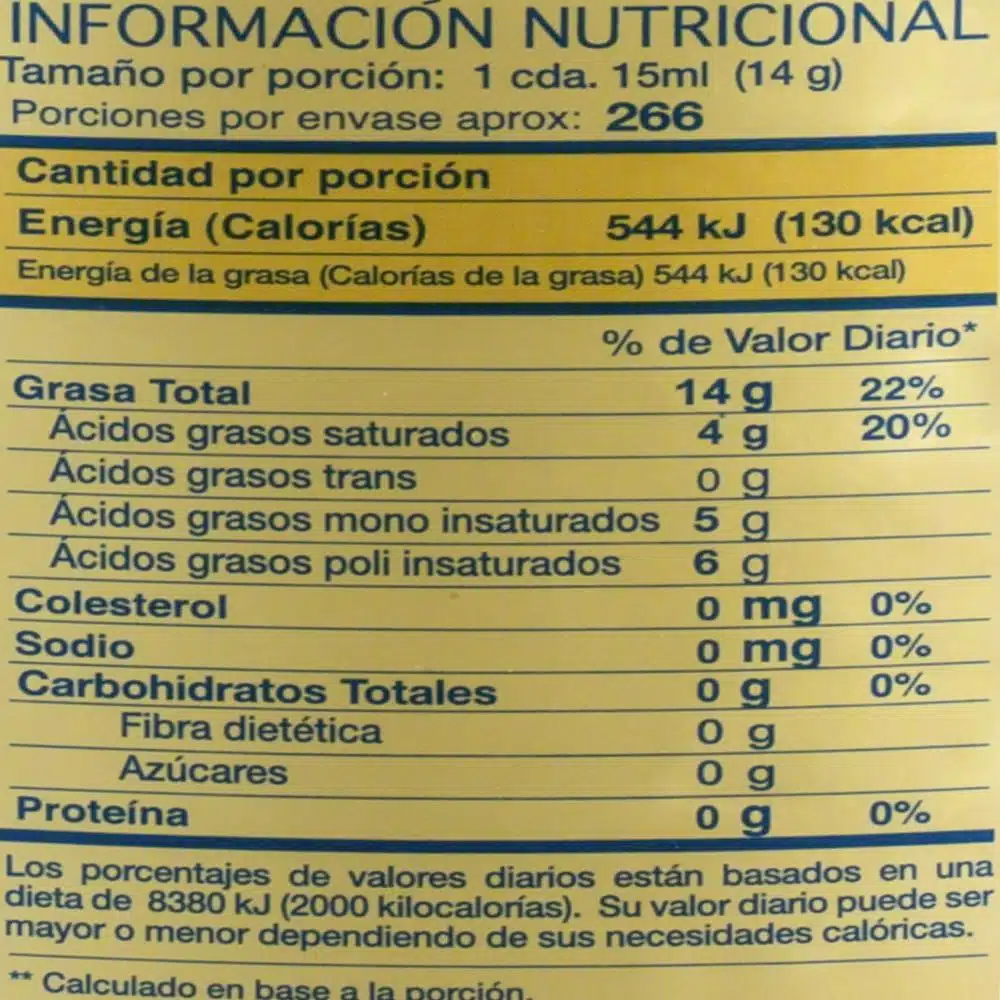 INFORMACIÓN NUTRICIONAL
Tamaño por porción: 1 cda. 15ml (14 g)
Porciones por envase aprox: 266
Cantidad por porción
Energía (Calorías) 544 kJ (130 kcal)
Energía de la grasa (Calorías de la grasa) 544 kJ (130 kcal)
% de Valor Diario*
Grasa Total 14 g 22%
Ácidos grasos saturados 4 g 20%
Ácidos grasos trans 0 g
Ácidos grasos mono insaturados 5 g
Ácidos grasos poli insaturados 6 g
Colesterol 0 mg 0%
Sodio 0 mg 0%
Carbohidratos Totales 0 g 0%
Fibra dietética 0 g
Azúcares 0 g
Proteína 0 g 0%
Los porcentajes de valores diarios están basados en una
dieta de 8380 kJ (2000 kilocalorías). Su valor diario puede ser
mayor o menor dependiendo de sus necesidades calóricas.
** Calculado en base a la porción.